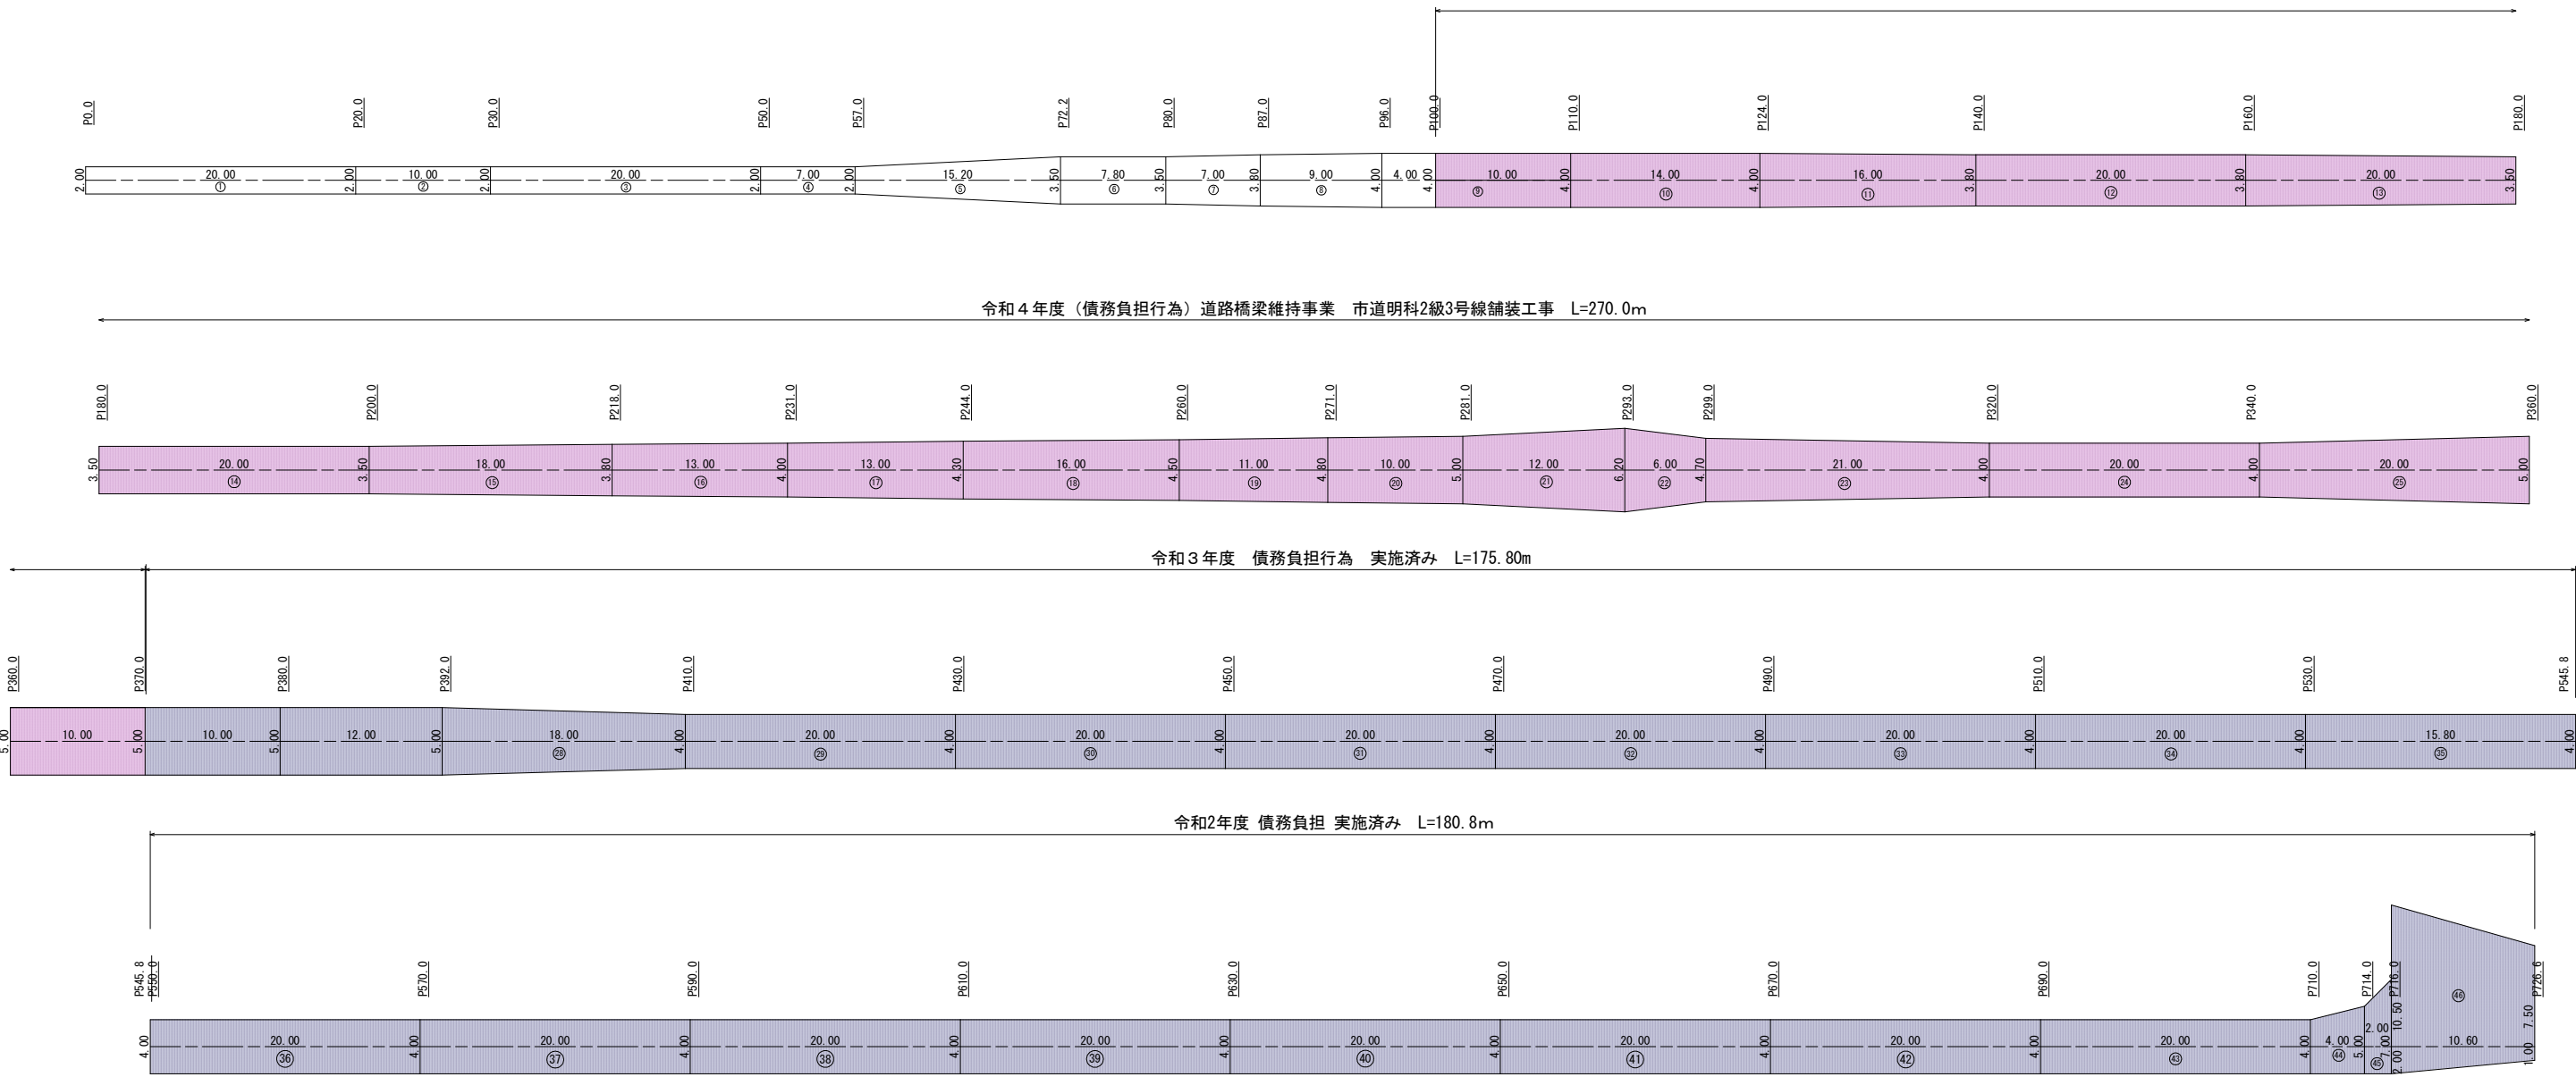 P0.0 P20.0 P30.0 P50.0 P57.0 P72.2 P80.0 P87.0 P96.0 P100.0 P110.0 P124.0 P140.0 P160.0 P180.0
2.00 20.00 2.00 10.00 2.00 20.00 2.00 7.00 2.00 15.20 3.50 7.80 3.50 7.00 3.80 9.00 4.00 4.00 4.00 10.00 4.00 14.00 4.00 16.00 3.80 20.00 3.80 20.00 3.50
① ② ③ ④ ⑤ ⑥ ⑦ ⑧ ⑨ ⑩ ⑪ ⑫ ⑬
令和4年度(債務負担行為)道路橋梁維持事業 市道明科2級3号線舗装工事 L=270.0m
P180.0 P200.0 P218.0 P231.0 P244.0 P260.0 P271.0 P281.0 P293.0 P299.0 P320.0 P340.0 P360.0
3.50 20.00 3.50 18.00 3.80 13.00 4.00 13.00 4.30 16.00 4.50 11.00 4.80 10.00 5.00 12.00 6.20 6.00 4.70 21.00 4.00 20.00 4.00 20.00 5.00
⑭ ⑮ ⑯ ⑰ ⑱ ⑲ ⑳ ㉑ ㉒ ㉓ ㉔ ㉕
令和3年度 債務負担行為 実施済み L=175.80m
P360.0 P370.0 P380.0 P392.0 P410.0 P430.0 P450.0 P470.0 P490.0 P510.0 P530.0 P545.8
5.00 10.00 5.00 10.00 5.00 12.00 5.00 18.00 4.00 20.00 4.00 20.00 4.00 20.00 4.00 20.00 4.00 20.00 4.00 20.00 4.00 15.80 4.00
㉘ ㉙ ㉚ ㉛ ㉜ ㉝ ㉞ ㉟
令和2年度 債務負担 実施済み L=180.8m
P545.8 P550.0 P570.0 P590.0 P610.0 P630.0 P650.0 P670.0 P690.0 P710.0 P714.0 P716.0 P726.6
4.00 20.00 4.00 20.00 4.00 20.00 4.00 20.00 4.00 20.00 4.00 20.00 4.00 20.00 4.00 20.00 4.00 4.00 5.00 2.00 7.00 10.50 2.00 10.60 7.50 1.00
㊱ ㊲ ㊳ ㊴ ㊵ ㊶ ㊷ ㊸ ㊹ ㊺ ㊻